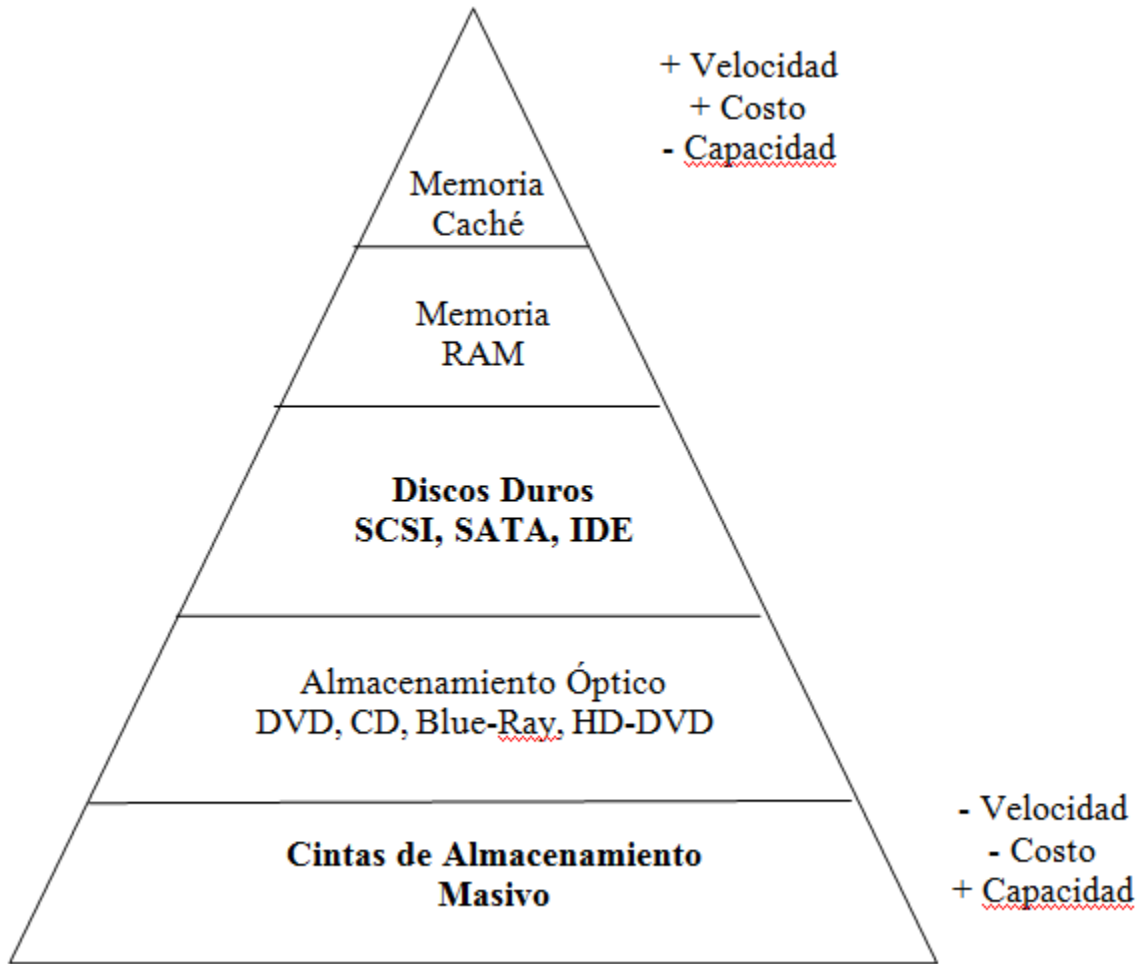 + Velocidad
+ Costo
- Capacidad
Memoria
Caché
Memoria
RAM
Discos Duros
SCSI, SATA, IDE
Almacenamiento Óptico
DVD, CD, Blue-Ray, HD-DVD
- Velocidad
- Costo
+ Capacidad
Cintas de Almacenamiento
Masivo